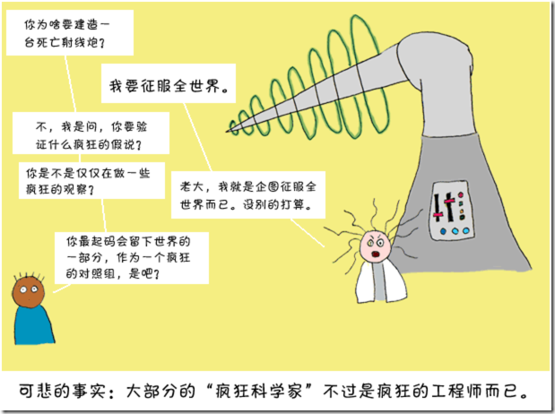 你为啥要建造一
台死亡射线炮？
我要征服全世界。
不，我是问，你要验
证什么疯狂的假说？
你是不是仅仅在做一些
疯狂的观察？
老大，我就是企图征服全
世界而已。没别的打算。
你最起码会留下世界的
一部分，作为一个疯狂
的对照组，是吧？
可悲的事实：大部分的“疯狂科学家”不过是疯狂的工程师而已。